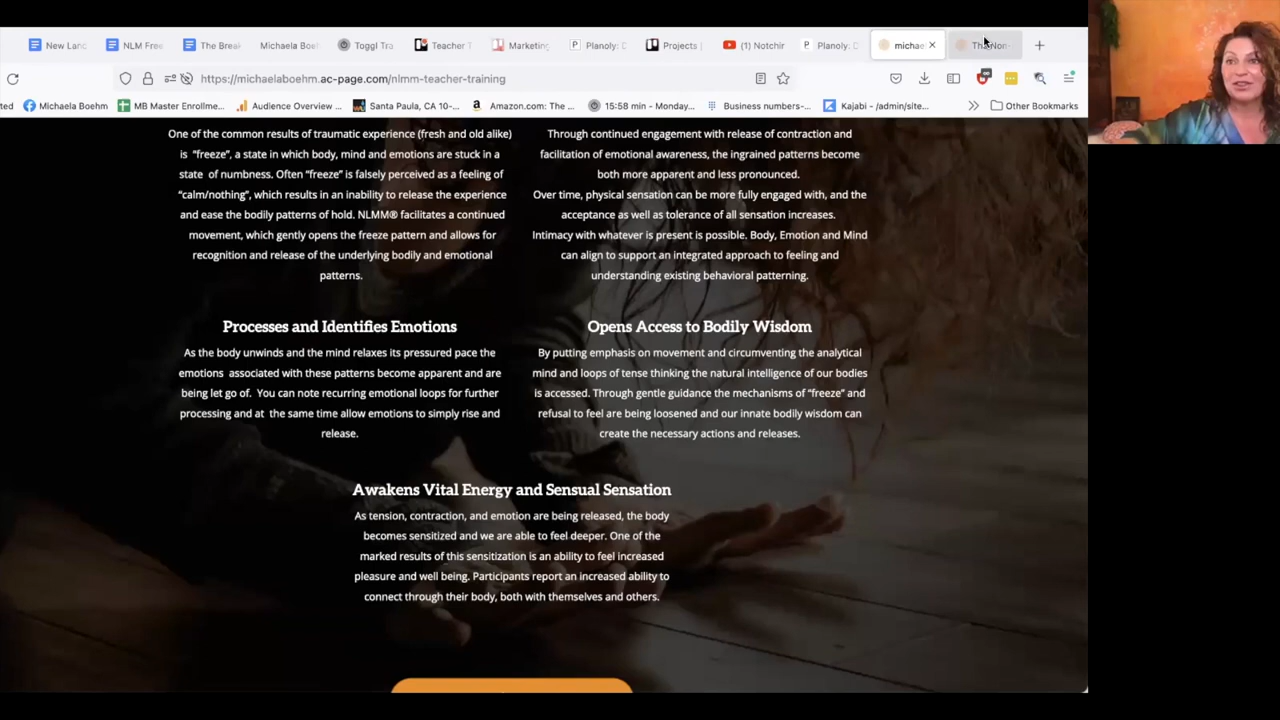 New Lanc
NLM Free
The Break
Michaela Boe
Toggl Tra
Teacher T
Marketing
Planoly: D
Projects |
(1) Notchir
Planoly: D
michae
The Non-
https://michaelaboehm.ac-page.com/nlmm-teacher-training
ted
Michaela Boehm
MB Master Enrollme...
Audience Overview ...
Santa Paula, CA 10-...
Amazon.com: The ...
15:58 min - Monday...
Business numbers-...
Kajabi - /admin/site...
Other Bookmarks
One of the common results of traumatic experience (fresh and old alike)
is “freeze”, a state in which body, mind and emotions are stuck in a
state of numbness. Often “freeze” is falsely perceived as a feeling of
“calm/nothing”, which results in an inability to release the experience
and ease the bodily patterns of hold. NLMM® facilitates a continued
movement, which gently opens the freeze pattern and allows for
recognition and release of the underlying bodily and emotional
patterns.
Through continued engagement with release of contraction and
facilitation of emotional awareness, the ingrained patterns become
both more apparent and less pronounced.
Over time, physical sensation can be more fully engaged with, and the
acceptance as well as tolerance of all sensation increases.
Intimacy with whatever is present is possible. Body, Emotion and Mind
can align to support an integrated approach to feeling and
understanding existing behavioral patterning.
Processes and Identifies Emotions
As the body unwinds and the mind relaxes its pressured pace the
emotions associated with these patterns become apparent and are
being let go of. You can note recurring emotional loops for further
processing and at the same time allow emotions to simply rise and
release.
Opens Access to Bodily Wisdom
By putting emphasis on movement and circumventing the analytical
mind and loops of tense thinking the natural intelligence of our bodies
is accessed. Through gentle guidance the mechanisms of “freeze” and
refusal to feel are being loosened and our innate bodily wisdom can
create the necessary actions and releases.
Awakens Vital Energy and Sensual Sensation
As tension, contraction, and emotion are being released, the body
becomes sensitized and we are able to feel deeper. One of the
marked results of this sensitization is an ability to feel increased
pleasure and well being. Participants report an increased ability to
connect through their body, both with themselves and others.